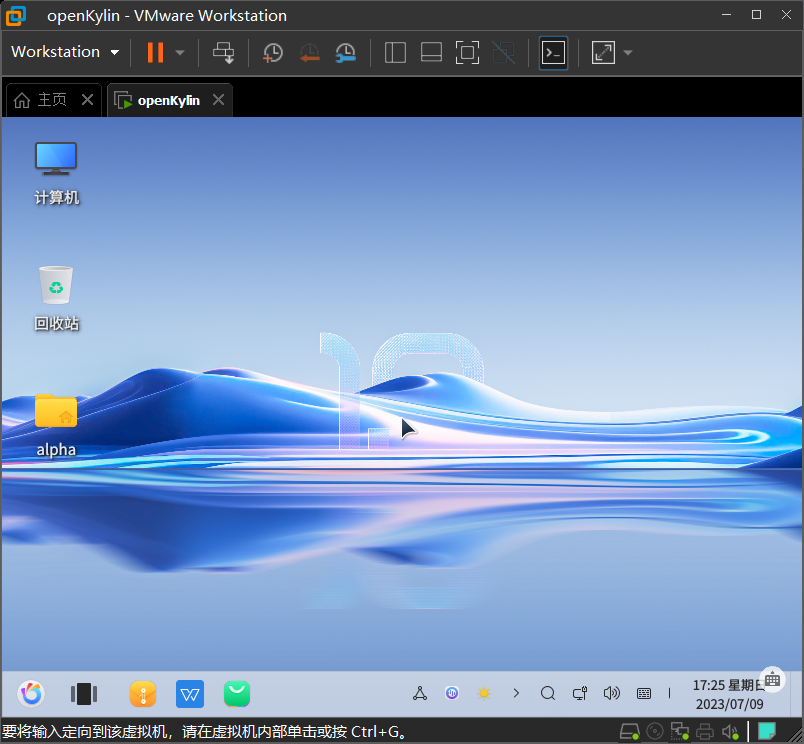 openKylin - VMware Workstation
Workstation
主页
openKylin
计算机
回收站
1.0
alpha
17:25 星期日
2023/07/09
要将输入定向到该虚拟机，请在虚拟机内部单击或按 Ctrl+G。